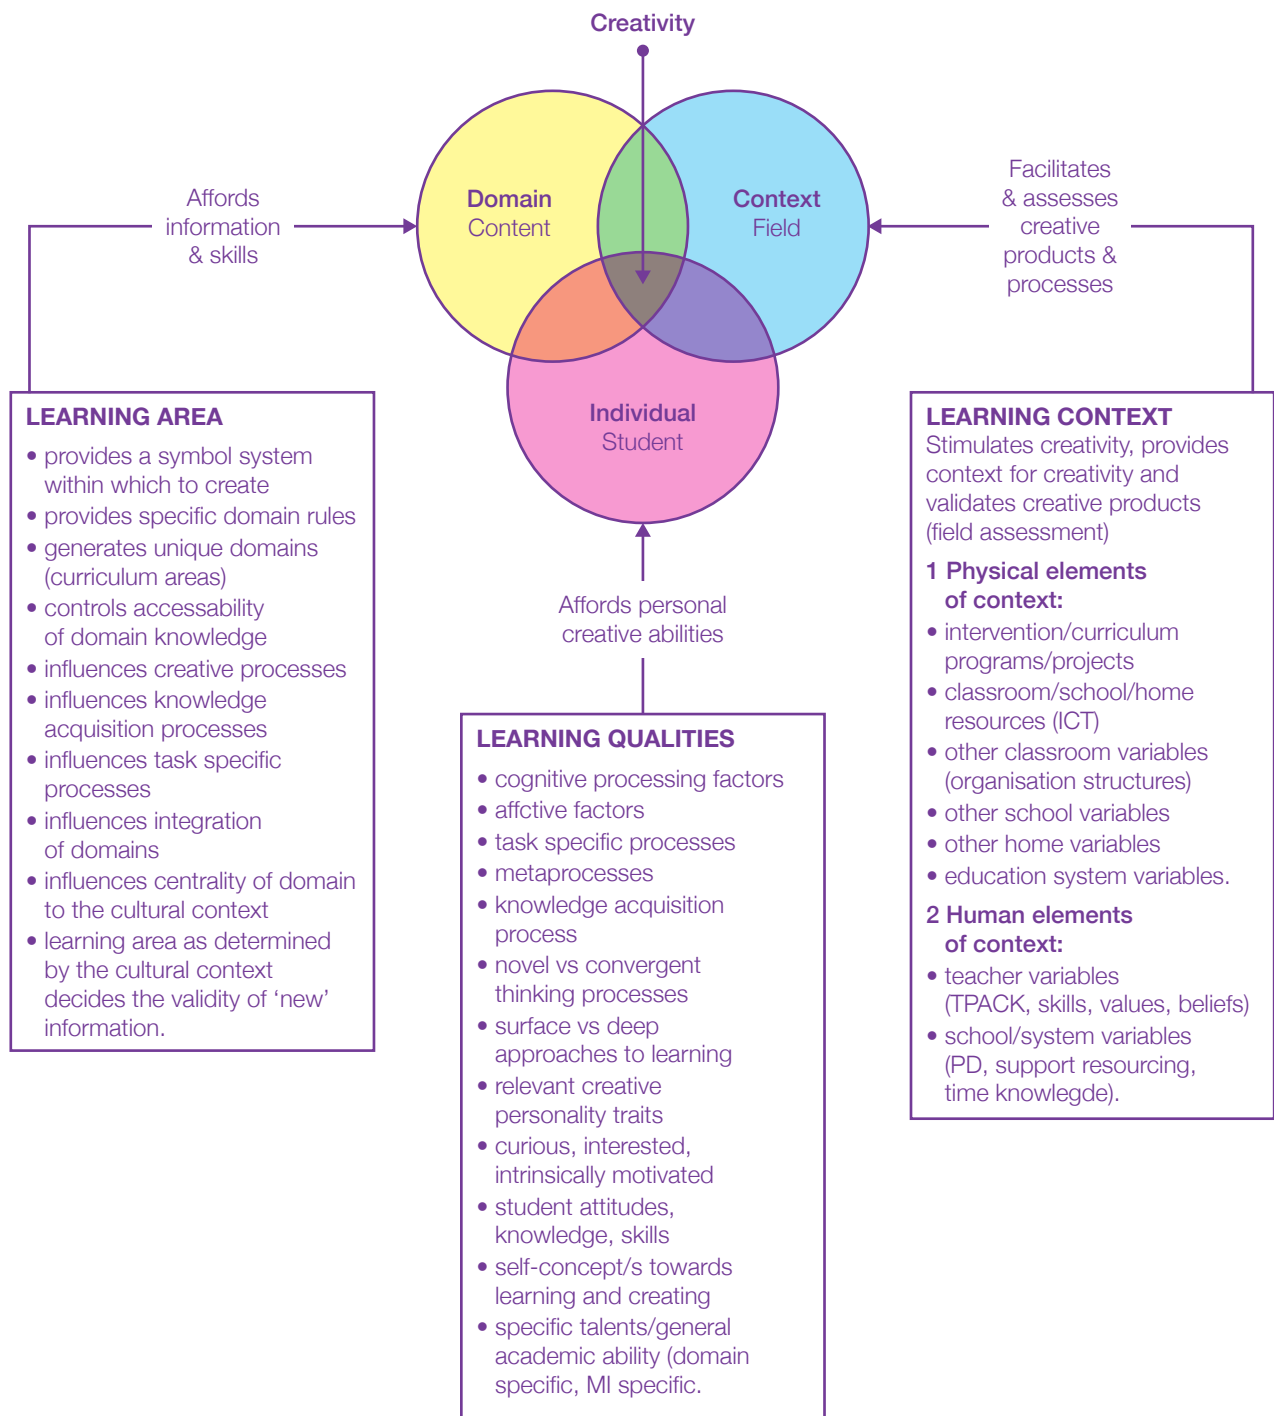 Creativity
Domain
Content
Context
Field
Individual
Student
Affords
information
& skills
Facilitates
& assesses
creative
products &
processes
Affords personal
creative abilities
LEARNING AREA
• provides a symbol system
within which to create
• provides specific domain rules
• generates unique domains
(curriculum areas)
• controls accessability
of domain knowledge
• influences creative processes
• influences knowledge
acquisition processes
• influences task specific
processes
• influences integration
of domains
• influences centrality of domain
to the cultural context
• learning area as determined
by the cultural context
decides the validity of ‘new’
information.
LEARNING QUALITIES
• cognitive processing factors
• affctive factors
• task specific processes
• metaprocesses
• knowledge acquisition
process
• novel vs convergent
thinking processes
• surface vs deep
approaches to learning
• relevant creative
personality traits
• curious, interested,
intrinsically motivated
• student attitudes,
knowledge, skills
• self-concept/s towards
learning and creating
• specific talents/general
academic ability (domain
specific, MI specific.
LEARNING CONTEXT
Stimulates creativity, provides
context for creativity and
validates creative products
(field assessment)
1 Physical elements
of context:
• intervention/curriculum
programs/projects
• classroom/school/home
resources (ICT)
• other classroom variables
(organisation structures)
• other school variables
• other home variables
• education system variables.
2 Human elements
of context:
• teacher variables
(TPACK, skills, values, beliefs)
• school/system variables
(PD, support resourcing,
time knowlegde).